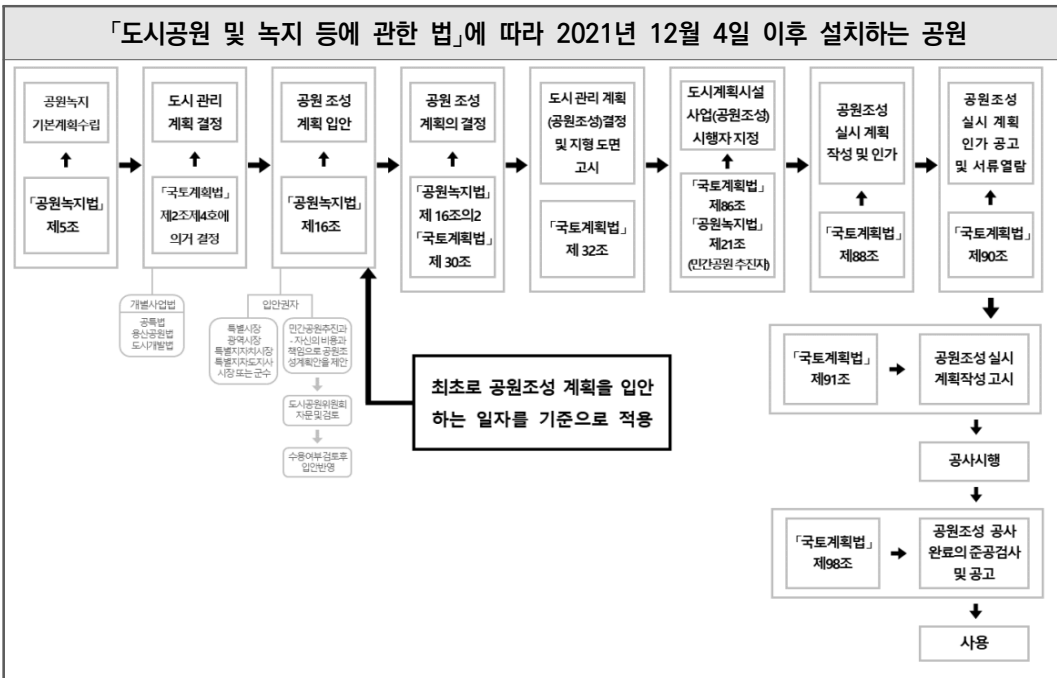 「도시공원 및 녹지 등에 관한 법」에 따라 2021년 12월 4일 이후 설치하는 공원
공원녹지
기본계획수립
「공원녹지법」
제5조
도시 관리
계획 결정
「국토계획법」
제2조제4호에
의거 결정
개별사업법
공특법
용산공원법
도시개발법
공원 조성
계획 입안
「공원녹지법」
제16조
입안권자
특별시장
광역시장
특별지자치시장
특별지자도지사
시장 또는 군수
민간공원추진과
- 자신의 비용과
책임으로 공원조
성계획안을 제안
도시공원위원회
자문 및 검토
수용여부 검토후
입안반영
최초로 공원조성 계획을 입안
하는 일자를 기준으로 적용
공원 조성
계획의 결정
「공원녹지법」
제 16조의2
「국토계획법」
제 30조
도시 관리 계획
(공원조성)결정
및 지형 도면
고시
「국토계획법」
제 32조
도시계획시설
사업(공원조성)
시행자 지정
「국토계획법」
제86조
「공원녹지법」
제21조
(민간공원 추진자)
공원조성
실시 계획
작성 및 인가
「국토계획법」
제88조
공원조성
실시 계획
인가 공고
및 서류열람
「국토계획법」
제90조
「국토계획법」
제91조
공원조성 실시
계획작성 고시
공사시행
「국토계획법」
제98조
공원조성 공사
완료의 준공검사
및 공고
사용